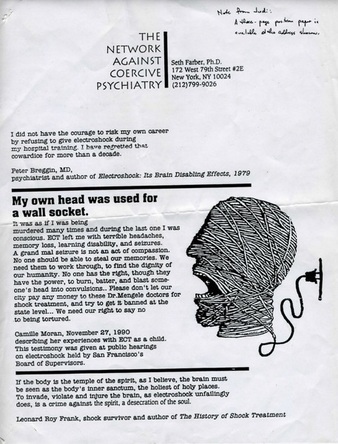 Note from Judi:
A three-page position paper is
available at the address shown.
THE
NETWORK
AGAINST
COERCIVE
PSYCHIATRY
Seth Farber, Ph.D.
172 West 79th Street #2E
New York, NY 10024
(212)799-9026
I did not have the courage to risk my own career
by refusing to give electroshock during
my hospital training. I have regretted that
cowardice for more than a decade.
Peter Breggin, MD,
psychiatrist and author of Electroshock: Its Brain Disabling Effects, 1979
My own head was used for
a wall socket.
It was as if I was being
murdered many times and during the last one I was
conscious. ECT left me with terrible headaches,
memory loss, learning disability, and seizures.
A grand mal seizure is not an act of compassion.
No one should be able to steal our memories. We
need them to work through, to find the dignity of
our humanity. No one has the right, though they
have the power, to burn, batter, and blast some-
one's head into convulsions.. Please don't let our
city pay any money to these Dr.Mengele doctors for
shock treatment, and try to get it banned at the
state level... We need our right to say no
to being tortured.
Camille Moran, November 27, 1990
describing her experiences with ECT as a child.
This testimony was given at public hearings
on electroshock held by San Francisco's
Board of Supervisors.
If the body is the temple of the spirit, as I believe, the brain must
be seen as the body's inner sanctum, the holiest of holy places.
To invade, violate and injure the brain, as electroshock unfailingly
does, is a crime against the spirit, a desecration of the soul.
Leonard Roy Frank, shock survivor and author of The History of Shock Treatment